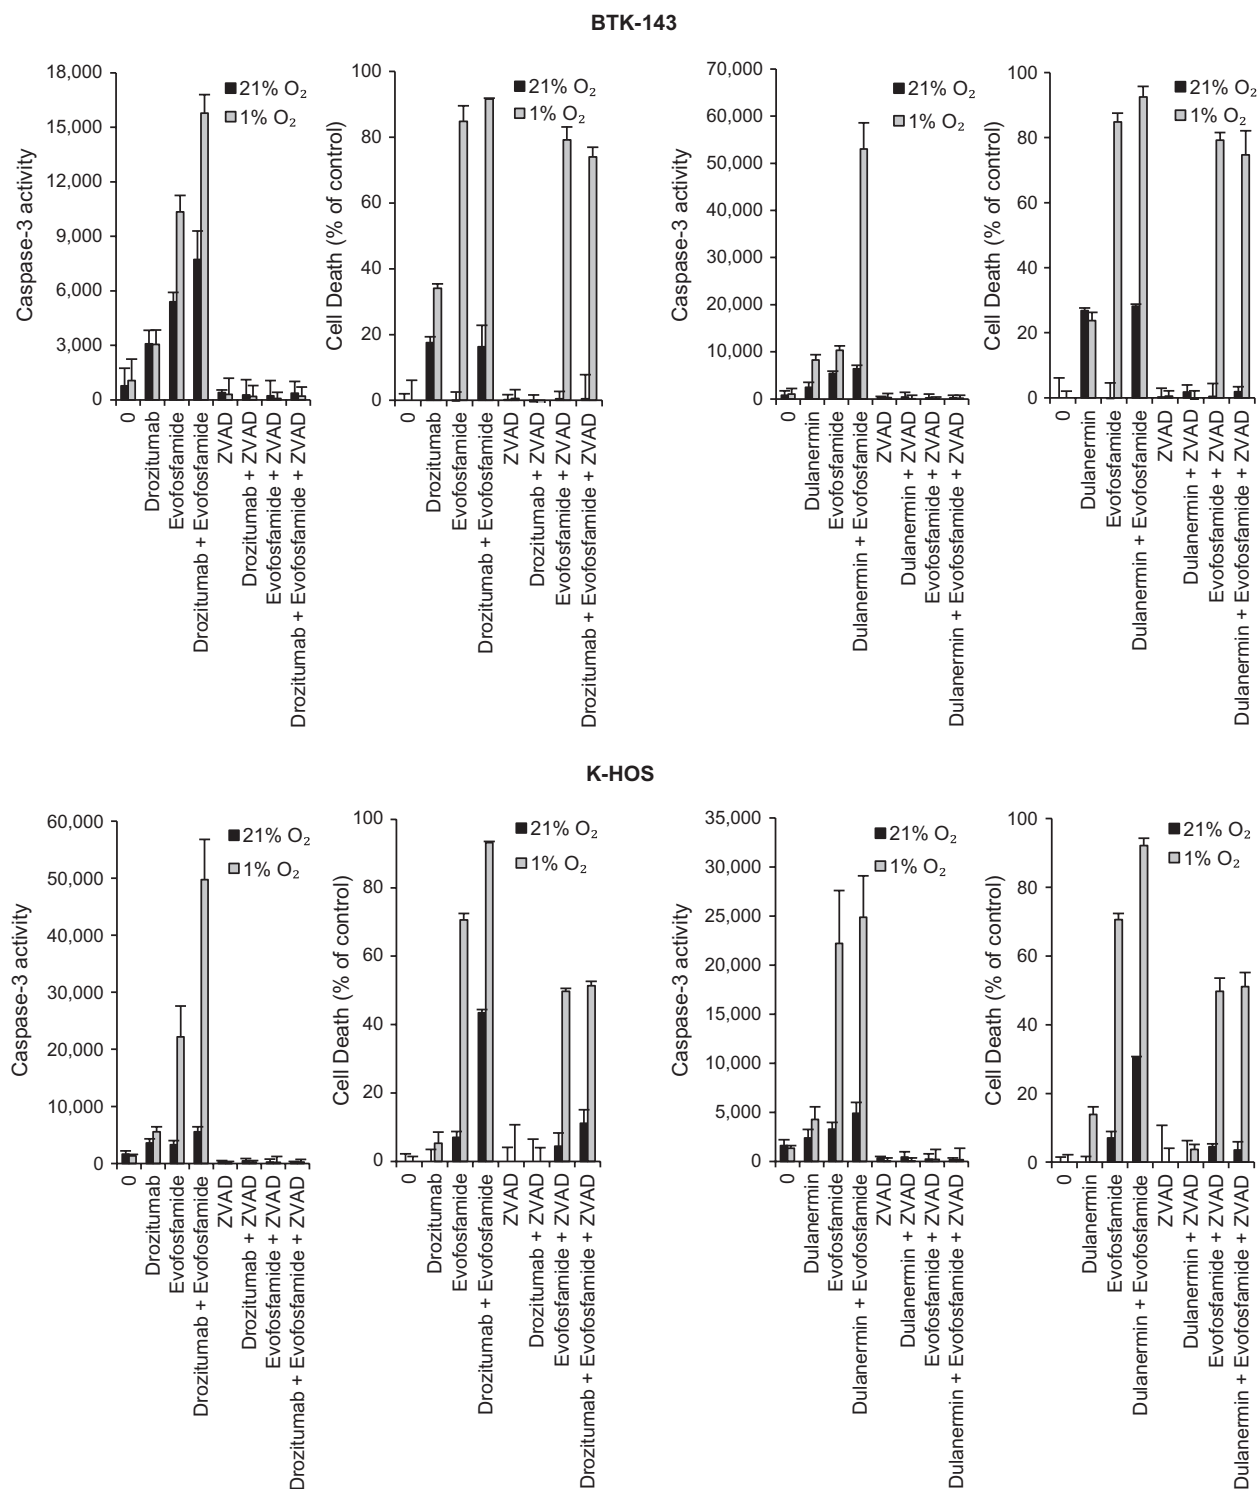 BTK-143
18,000
15,000
12,000
9,000
6,000
3,000
0
Caspase-3 activity
21% O₂
1% O₂
0
Drozitumab
Evofosfamide
Drozitumab + Evofosfamide
ZVAD
Drozitumab + ZVAD
Evofosfamide + ZVAD
Drozitumab + Evofosfamide + ZVAD
100
80
60
40
20
0
Cell Death (% of control)
21% O₂
1% O₂
0
Drozitumab
Evofosfamide
Drozitumab + Evofosfamide
ZVAD
Drozitumab + ZVAD
Evofosfamide + ZVAD
Drozitumab + Evofosfamide + ZVAD
70,000
60,000
50,000
40,000
30,000
20,000
10,000
0
Caspase-3 activity
21% O₂
1% O₂
0
Dulanermin
Evofosfamide
Dulanermin + Evofosfamide
ZVAD
Dulanermin + ZVAD
Evofosfamide + ZVAD
Dulanermin + Evofosfamide + ZVAD
100
80
60
40
20
0
Cell Death (% of control)
21% O₂
1% O₂
0
Dulanermin
Evofosfamide
Dulanermin + Evofosfamide
ZVAD
Dulanermin + ZVAD
Evofosfamide + ZVAD
Dulanermin + Evofosfamide + ZVAD
K-HOS
60,000
50,000
40,000
30,000
20,000
10,000
0
Caspase-3 activity
21% O₂
1% O₂
0
Drozitumab
Evofosfamide
Drozitumab + Evofosfamide
ZVAD
Drozitumab + ZVAD
Evofosfamide + ZVAD
Drozitumab + Evofosfamide + ZVAD
100
80
60
40
20
0
Cell Death (% of control)
21% O₂
1% O₂
0
Drozitumab
Evofosfamide
Drozitumab + Evofosfamide
ZVAD
Drozitumab + ZVAD
Evofosfamide + ZVAD
Drozitumab + Evofosfamide + ZVAD
35,000
30,000
25,000
20,000
15,000
10,000
5,000
0
Caspase-3 activity
21% O₂
1% O₂
0
Dulanermin
Evofosfamide
Dulanermin + Evofosfamide
ZVAD
Dulanermin + ZVAD
Evofosfamide + ZVAD
Dulanermin + Evofosfamide + ZVAD
100
80
60
40
20
0
Cell Death (% of control)
21% O₂
1% O₂
0
Dulanermin
Evofosfamide
Dulanermin + Evofosfamide
ZVAD
Dulanermin + ZVAD
Evofosfamide + ZVAD
Dulanermin + Evofosfamide + ZVAD